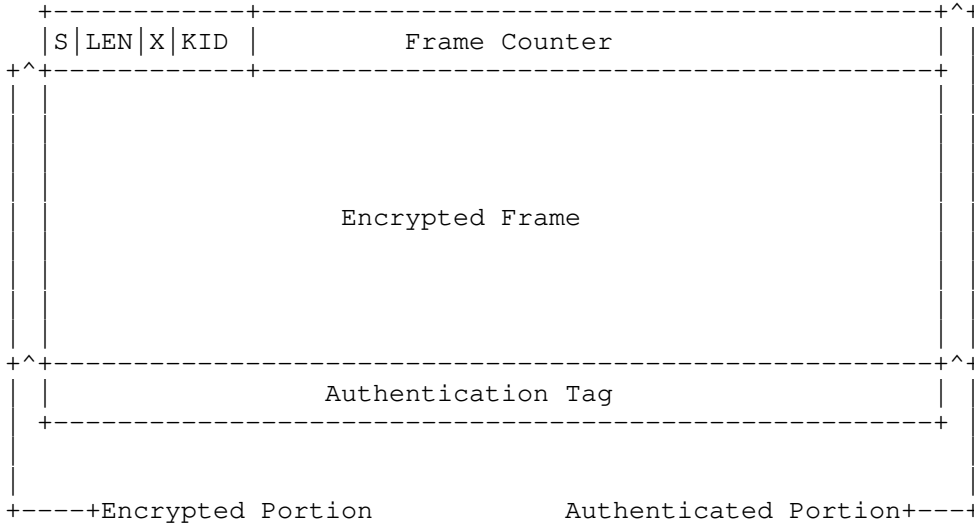 S|LEN|X|KID | Frame Counter
Encrypted Frame
Authentication Tag
Encrypted Portion Authenticated Portion